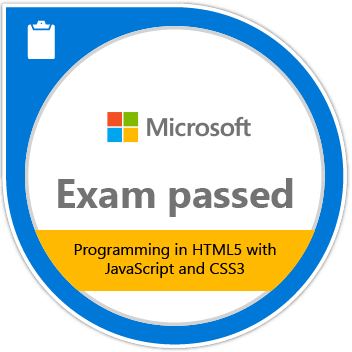 Microsoft
Exam passed
Programming in HTML5 with
JavaScript and CSS3